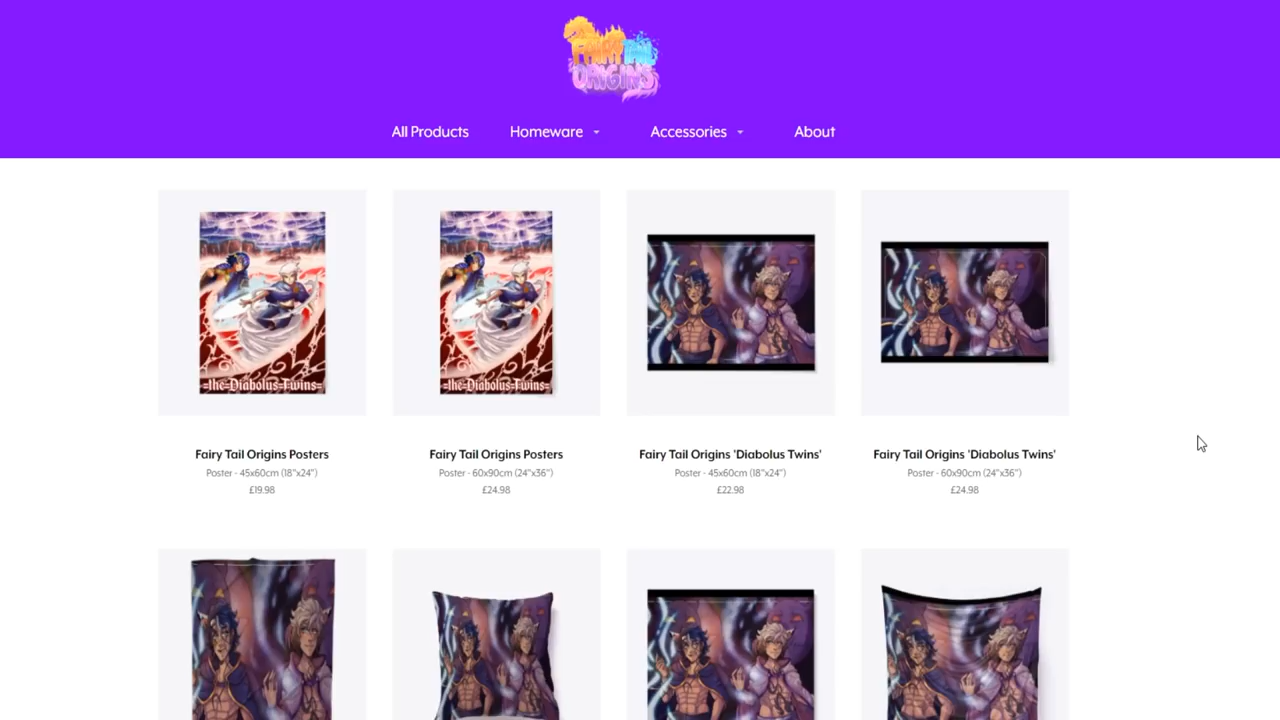 FAIRY TAIL
ORIGINS
All Products
Homeware
Accessories
About
=the=Diabolus=Twins=
=the=Diabolus=Twins=
Fairy Tail Origins Posters
Poster - 45x60cm (18"x24")
£19.98
Fairy Tail Origins Posters
Poster - 60x90cm (24"x36")
£24.98
Fairy Tail Origins 'Diabolus Twins'
Poster - 45x60cm (18"x24")
£22.98
Fairy Tail Origins 'Diabolus Twins'
Poster - 60x90cm (24"x36")
£24.98